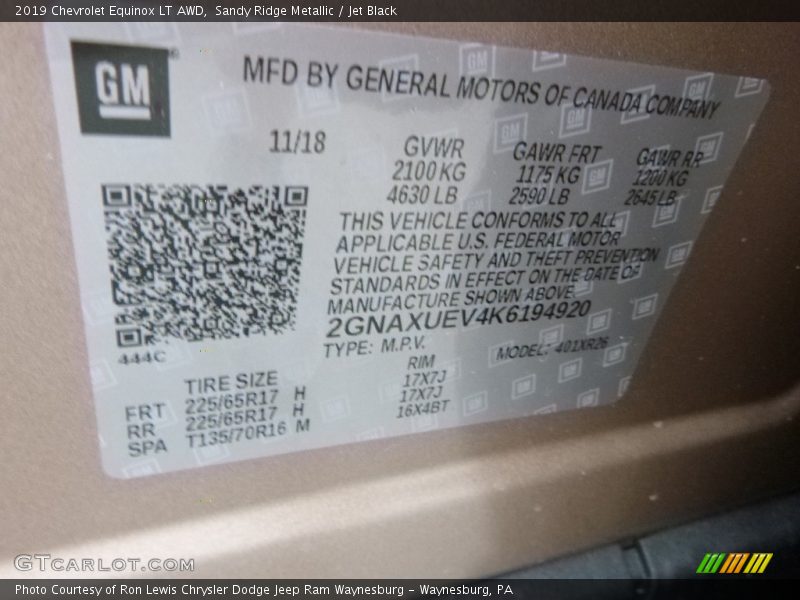 2019 Chevrolet Equinox LT AWD, Sandy Ridge Metallic / Jet Black
GM®
MFD BY GENERAL MOTORS OF CANADA COMPANY
11/18 GVWR GAWR FRT GAWR RR
2100 KG 1175 KG 1200 KG
4630 LB 2590 LB 2645 LB
THIS VEHICLE CONFORMS TO ALL
APPLICABLE U.S. FEDERAL MOTOR
VEHICLE SAFETY AND THEFT PREVENTION
STANDARDS IN EFFECT ON THE DATE OF
MANUFACTURE SHOWN ABOVE.
2GNAXUEV4K6194920
444C TYPE: M.P.V. MODEL: 401XR26
TIRE SIZE RIM
FRT 225/65R17 H 17X7J
RR 225/65R17 H 17X7J
SPA T135/70R16 M 16X4BT
GTCARLOT.COM
Photo Courtesy of Ron Lewis Chrysler Dodge Jeep Ram Waynesburg – Waynesburg, PA